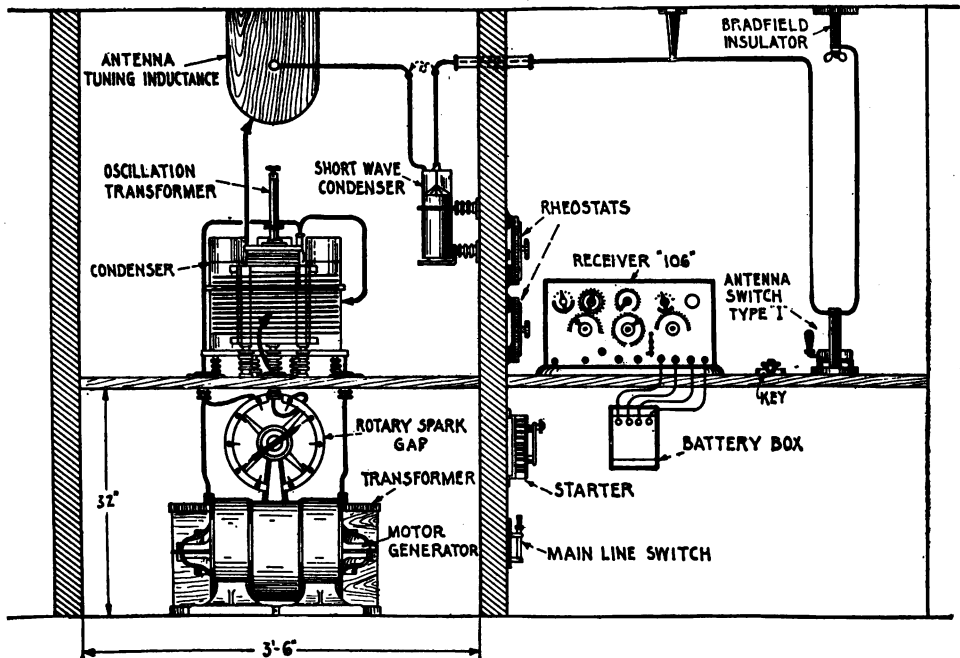 ANTENNA
TUNING INDUCTANCE
BRADFIELD
INSULATOR
OSCILLATION
TRANSFORMER
SHORT WAVE
CONDENSER
RHEOSTATS
CONDENSER
RECEIVER "106"
ANTENNA
SWITCH
TYPE "I"
KEY
ROTARY SPARK
GAP
BATTERY BOX
TRANSFORMER
STARTER
32"
MOTOR
GENERATOR
MAIN LINE SWITCH
3'-6"